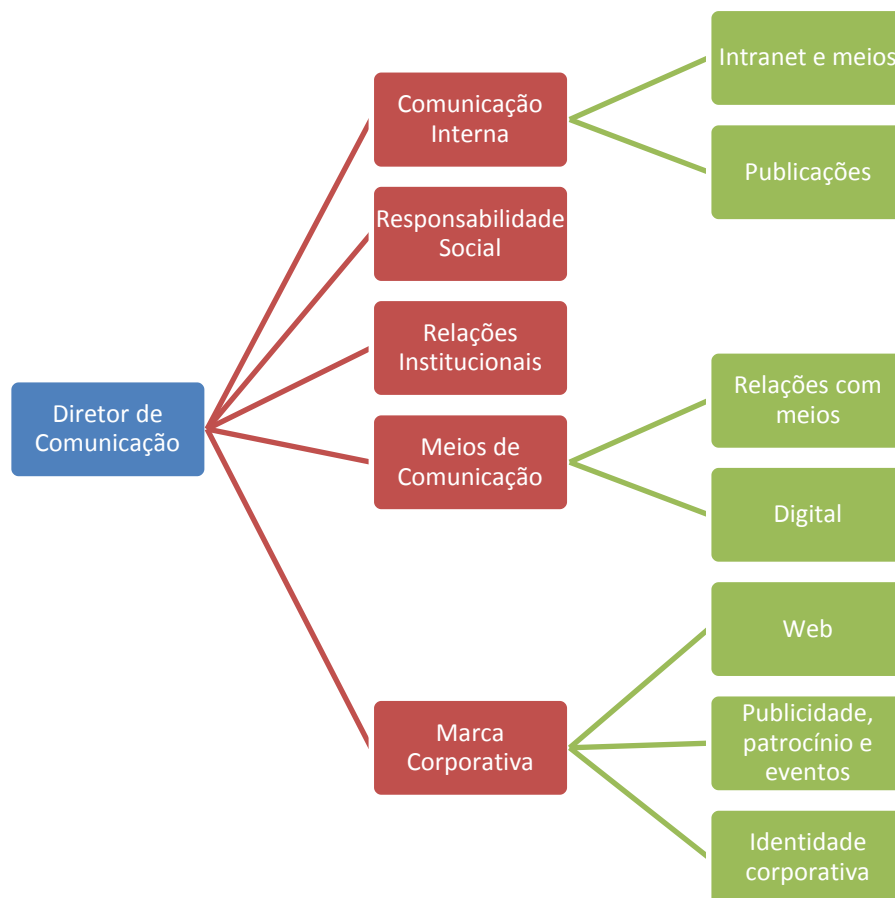 Diretor de
Comunicação
Comunicação
Interna
Intranet e meios
Publicações
Responsabilidade
Social
Relações
Institucionais
Meios de
Comunicação
Relações com
meios
Digital
Marca
Corporativa
Web
Publicidade,
patrocínio e
eventos
Identidade
corporativa